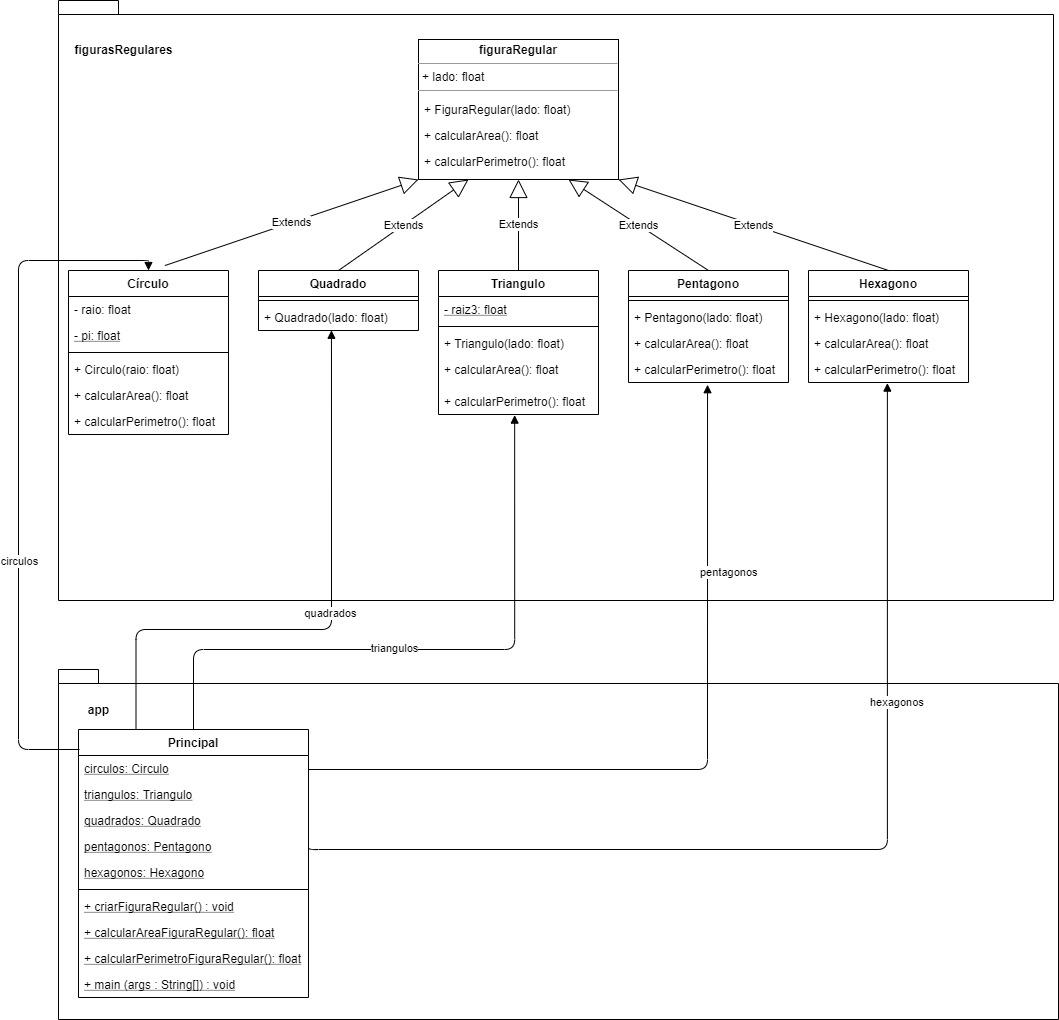 figurasRegulares
figuraRegular
+ lado: float
+ FiguraRegular(lado: float)
+ calcularArea(): float
+ calcularPerimetro(): float
Extends
Extends
Extends
Extends
Extends
Círculo
- raio: float
- pi: float
+ Circulo(raio: float)
+ calcularArea(): float
+ calcularPerimetro(): float
Quadrado
+ Quadrado(lado: float)
Triangulo
- raiz3: float
+ Triangulo(lado: float)
+ calcularArea(): float
+ calcularPerimetro(): float
Pentagono
+ Pentagono(lado: float)
+ calcularArea(): float
+ calcularPerimetro(): float
Hexagono
+ Hexagono(lado: float)
+ calcularArea(): float
+ calcularPerimetro(): float
circulos
pentagonos
quadrados
triangulos
hexagonos
app
Principal
circulos: Circulo
triangulos: Triangulo
quadrados: Quadrado
pentagonos: Pentagono
hexagonos: Hexagono
+ criarFiguraRegular() : void
+ calcularAreaFiguraRegular(): float
+ calcularPerimetroFiguraRegular(): float
+ main (args : String[]) : void